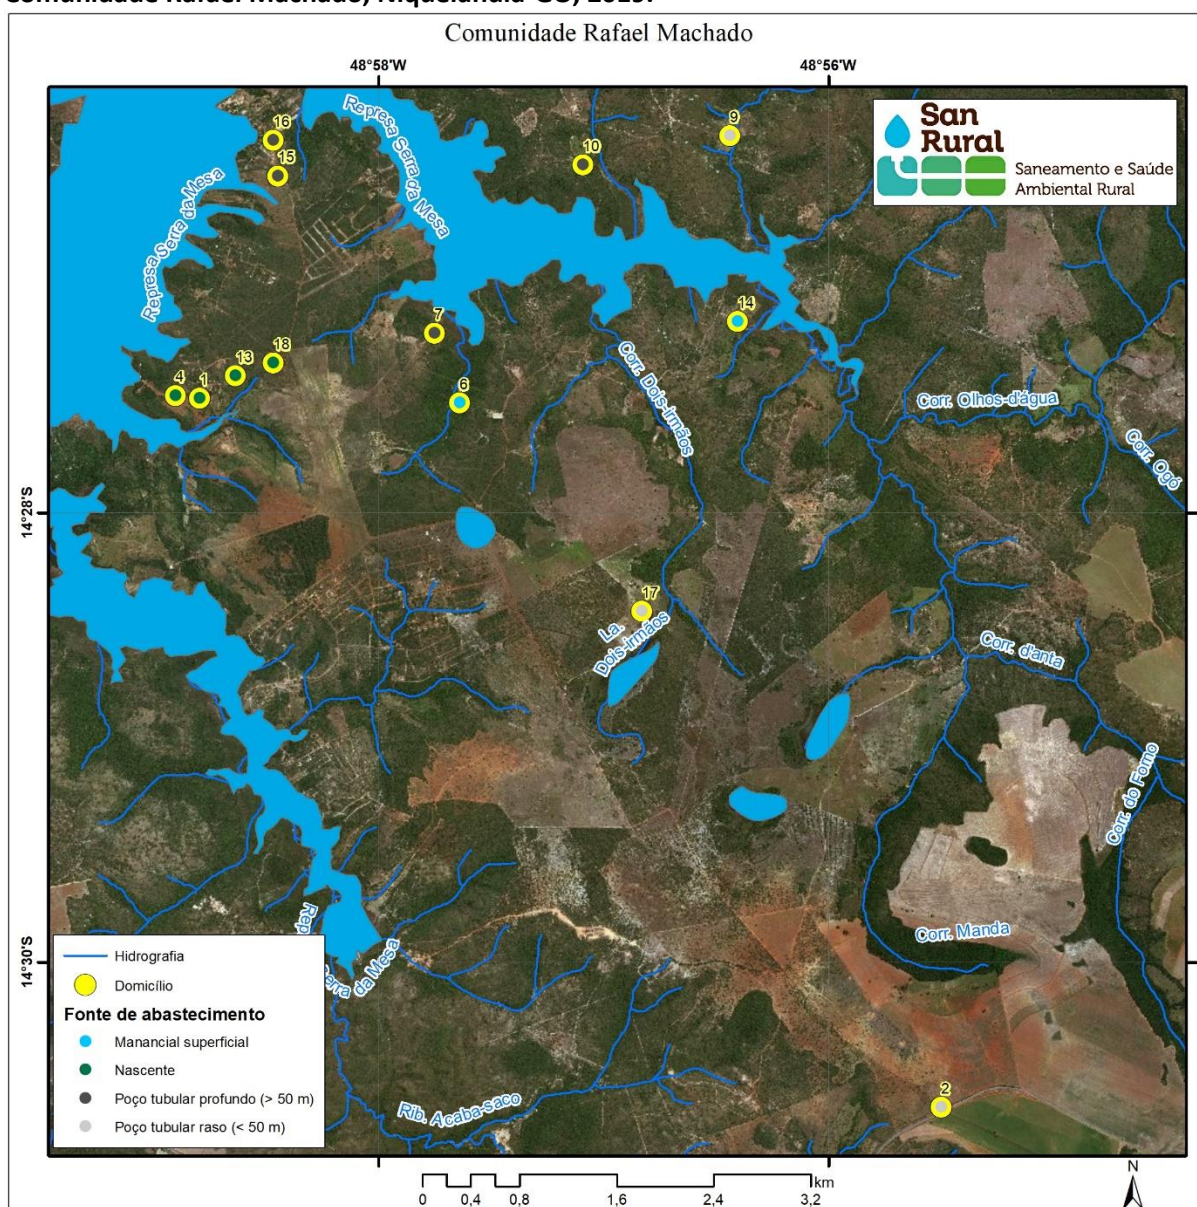 Comunidade Rafael Machado, Niquelândia-GO, 2019.
Comunidade Rafael Machado
48°58'W
48°56'W
San
Rural
Saneamento e Saúde
Ambiental Rural
Represa Serra da Mesa
Represa Serra da Mesa
16
15
10
9
14
7
18
13
4
1
6
Corr. Dois-irmãos
Corr. Olhos-d'água
Corr. Ogó
14°28'S
17
La.
Dois-irmãos
Corr. d'anta
Corr. do Forno
Corr. Manda
14°30'S
Rep
Serra da Mesa
Hidrografia
Domicílio
Fonte de abastecimento
Manancial superficial
Nascente
Poço tubular profundo (> 50 m)
Poço tubular raso (< 50 m)
Rib. Acaba-saco
2
km
0 0,4 0,8 1,6 2,4 3,2
N